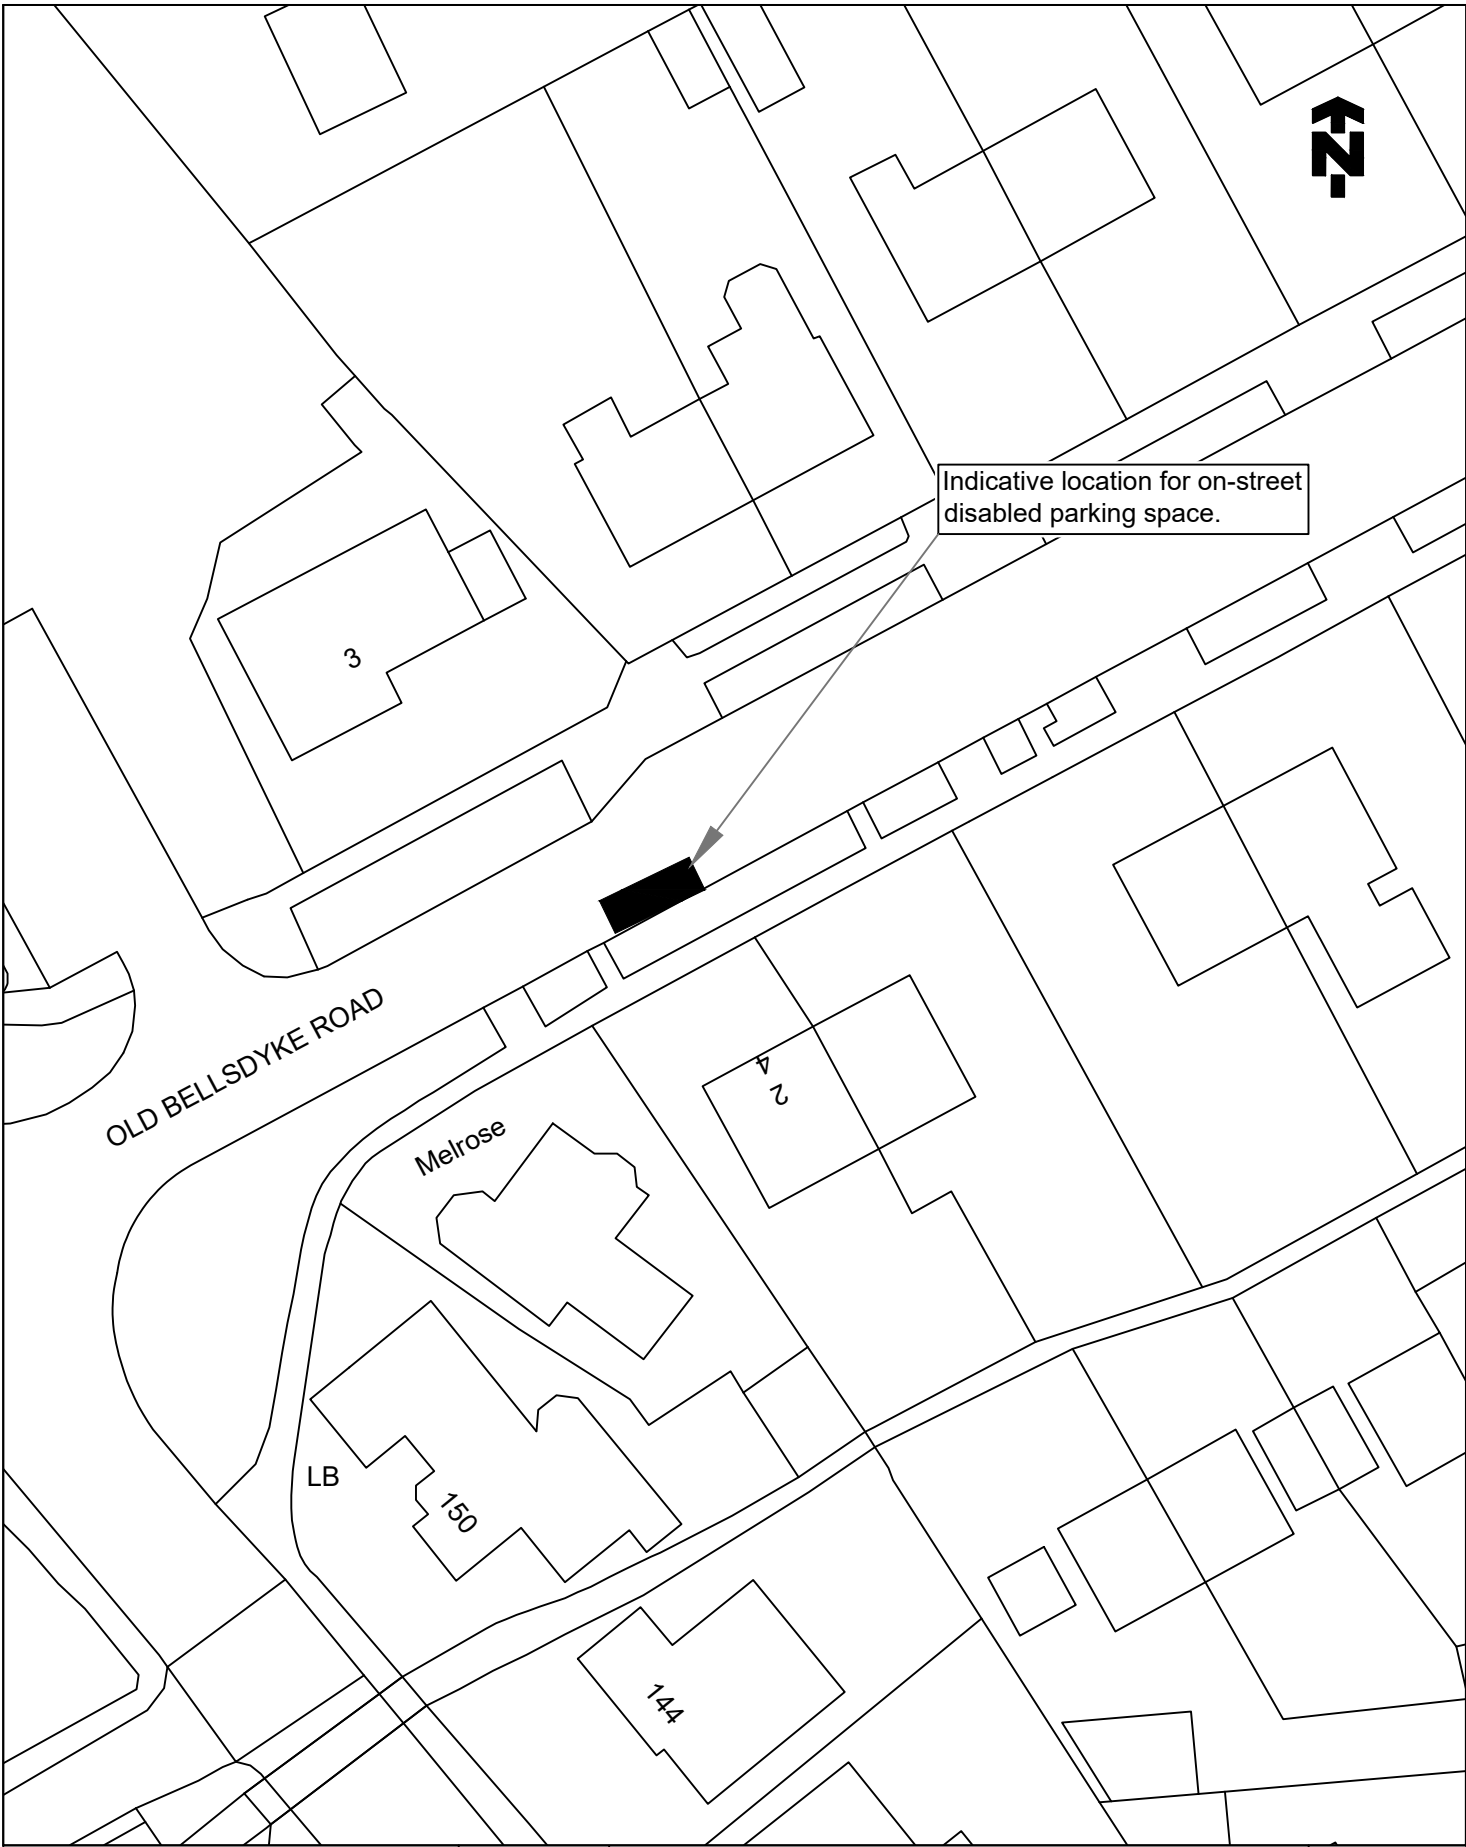 N
Indicative location for on-street
disabled parking space.
3
OLD BELLSDYKE ROAD
4
2
Melrose
LB
150
144